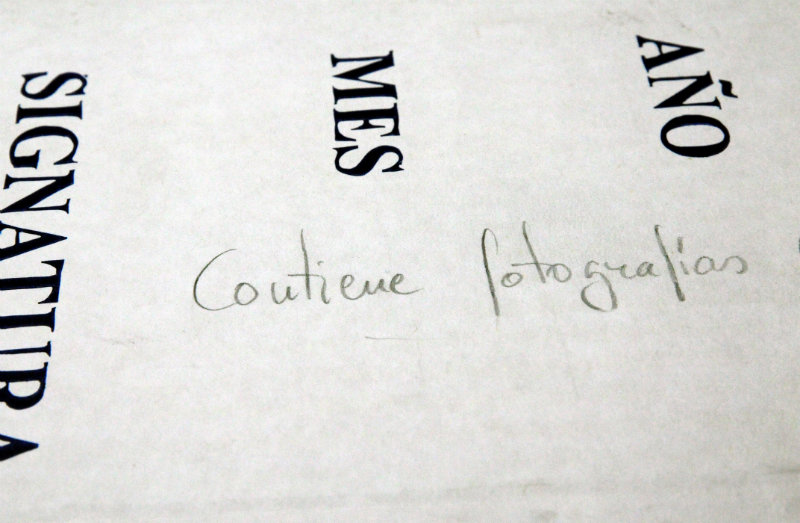 AÑO
MES
SIGNATURA
Contiene fotografías